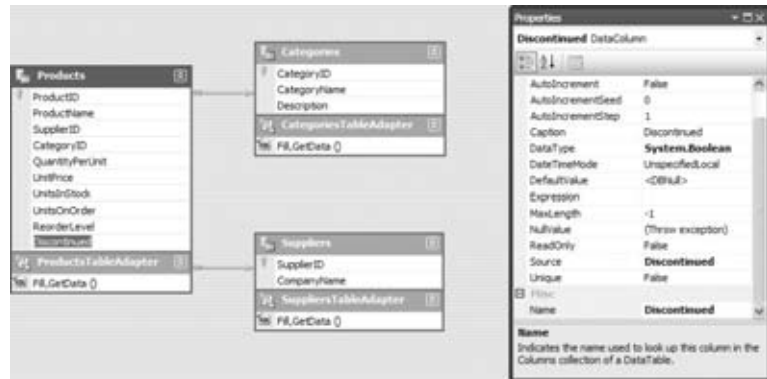 Products
ProductID
ProductName
SupplierID
CategoryID
QuantityPerUnit
UnitPrice
UnitsInStock
UnitsOnOrder
ReorderLevel
Discontinued
ProductsTableAdapter
Fill,GetData ()
Categories
CategoryID
CategoryName
Description
CategoriesTableAdapter
Fill,GetData ()
Suppliers
SupplierID
CompanyName
SuppliersTableAdapter
Fill,GetData ()
Properties
Discontinued DataColumn
AutoIncrement False
AutoIncrementSeed 0
AutoIncrementStep 1
Caption Discontinued
DataType System.Boolean
DateTimeMode UnspecifiedLocal
DefaultValue <DBNull>
Expression
MaxLength -1
NullValue (Throw exception)
ReadOnly False
Source Discontinued
Unique False
Misc
Name Discontinued
Name
Indicates the name used to look up this column in the
Columns collection of a DataTable.